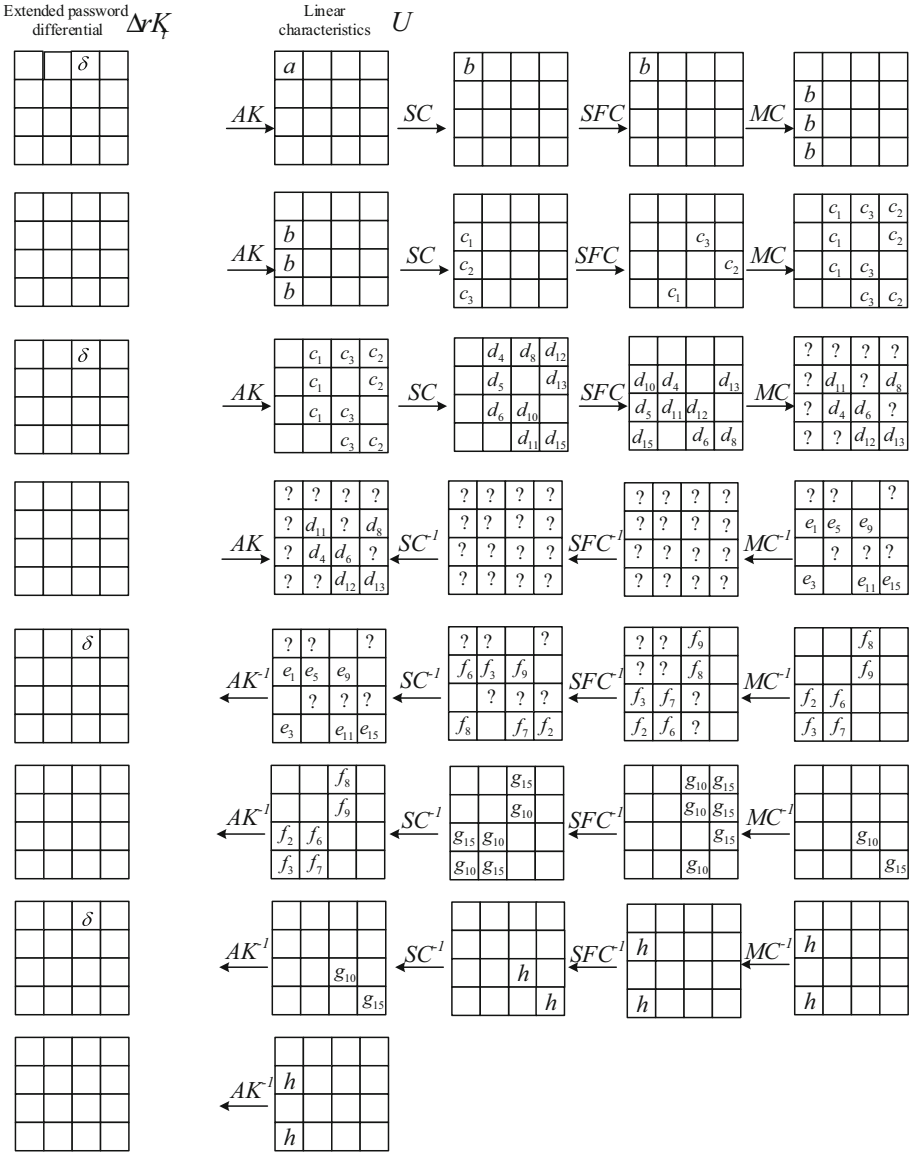 Extended password differential ΔrK_t
Linear characteristics U
δ a b b b
AK SC SFC MC
b
b
c₁ c₃ c₂
b c₁ c₃ c₁ c₂
AK SC SFC MC
b c₂ c₂ c₁ c₃
b c₃ c₁ c₃ c₂
δ c₁ c₃ c₂ d₄ d₈ d₁₂ ? ? ? ?
c₁ c₂ d₅ d₁₃ d₁₀ d₄ d₁₃ ? d₁₁ ? d₈
AK SC SFC MC
c₁ c₃ d₆ d₁₀ d₅ d₁₁ d₁₂ ? d₄ d₆ ?
c₃ c₂ d₁₁ d₁₅ d₁₅ d₆ d₈ ? ? d₁₂ d₁₃
? ? ? ? ? ? ? ? ? ? ? ? ? ? ?
? d₁₁ ? d₈ ? ? ? ? ? ? ? ? e₁ e₅ e₉
AK SC⁻¹ SFC⁻¹ MC⁻¹
? d₄ d₆ ? ? ? ? ? ? ? ? ? ? ? ?
? ? d₁₂ d₁₃ ? ? ? ? ? ? ? ? e₃ e₁₁ e₁₅
δ ? ? ? ? ? ? ? ? f₉ f₈
e₁ e₅ e₉ f₆ f₃ f₉ ? ? f₈ f₉
AK⁻¹ SC⁻¹ SFC⁻¹ MC⁻¹
? ? ? ? ? ? f₃ f₇ ? f₂ f₆
e₃ e₁₁ e₁₅ f₈ f₇ f₂ f₂ f₆ ? f₃ f₇
f₈ g₁₅ g₁₀ g₁₅
f₉ g₁₀ g₁₀ g₁₅
AK⁻¹ SC⁻¹ SFC⁻¹ MC⁻¹
f₂ f₆ g₁₅ g₁₀ g₁₅ g₁₀
f₃ f₇ g₁₀ g₁₅ g₁₀ g₁₅
δ
h h
AK⁻¹ SC⁻¹ SFC⁻¹ MC⁻¹
g₁₀ h
g₁₅ h h h
h
AK⁻¹
h